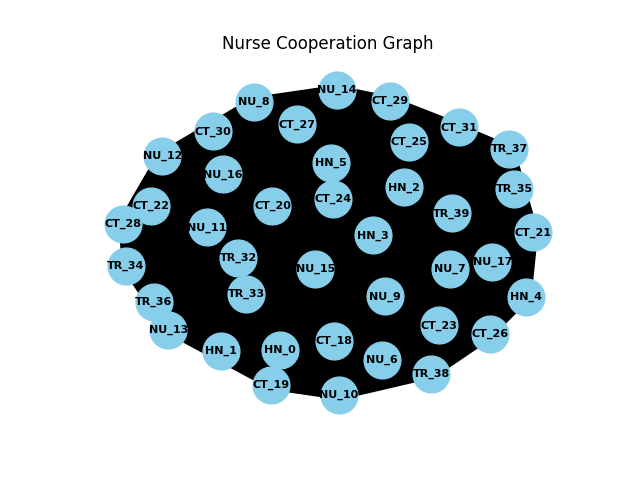 Nurse Cooperation Graph
NU_14
NU_8
CT_29
CT_27
CT_31
CT_30
CT_25
TR_37
NU_12
HN_5
NU_16
HN_2
TR_35
CT_24
CT_22
CT_20
TR_39
CT_28
NU_11
CT_21
HN_3
TR_32
NU_17
TR_34
NU_15
NU_7
TR_33
NU_9
HN_4
TR_36
CT_23
NU_13
CT_26
CT_18
HN_1
HN_0
NU_6
TR_38
CT_19
NU_10